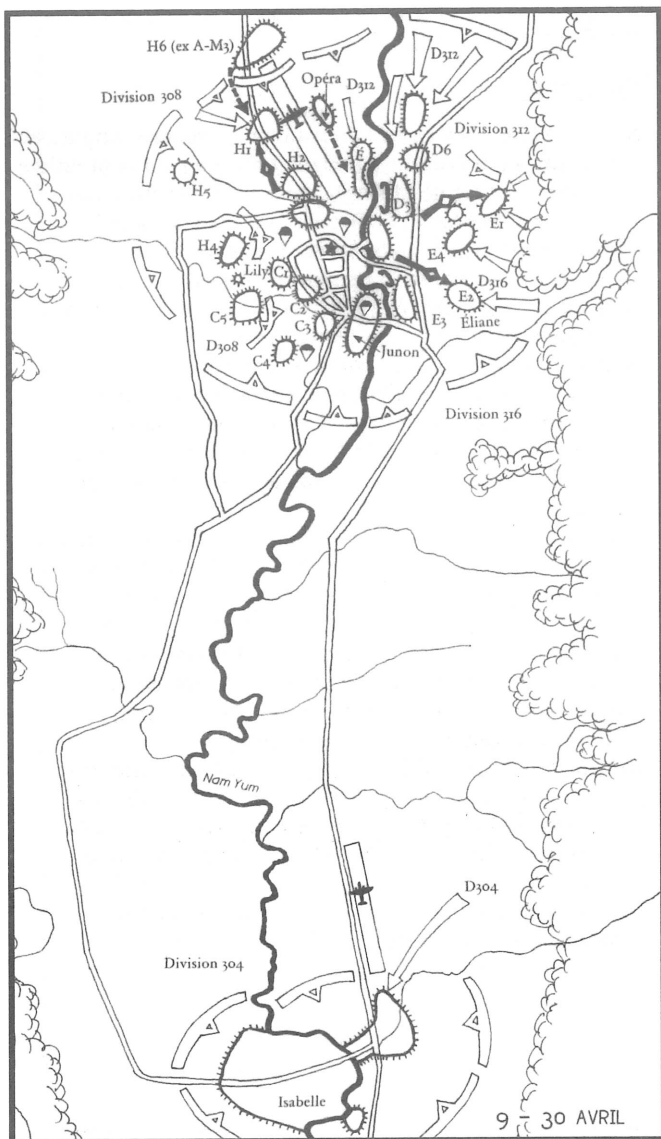 H6 (ex A-M3)
D312
Opéra
D312
Division 308
Division 312
H1
H2
É
D6
H5
D3
E1
H4
E4
Lily
C1
D316
E2
C5
C2
E3
Éliane
C3
D308
C4
Junon
Division 316
Nam Yum
D304
Division 304
Isabelle
9 - 30 AVRIL